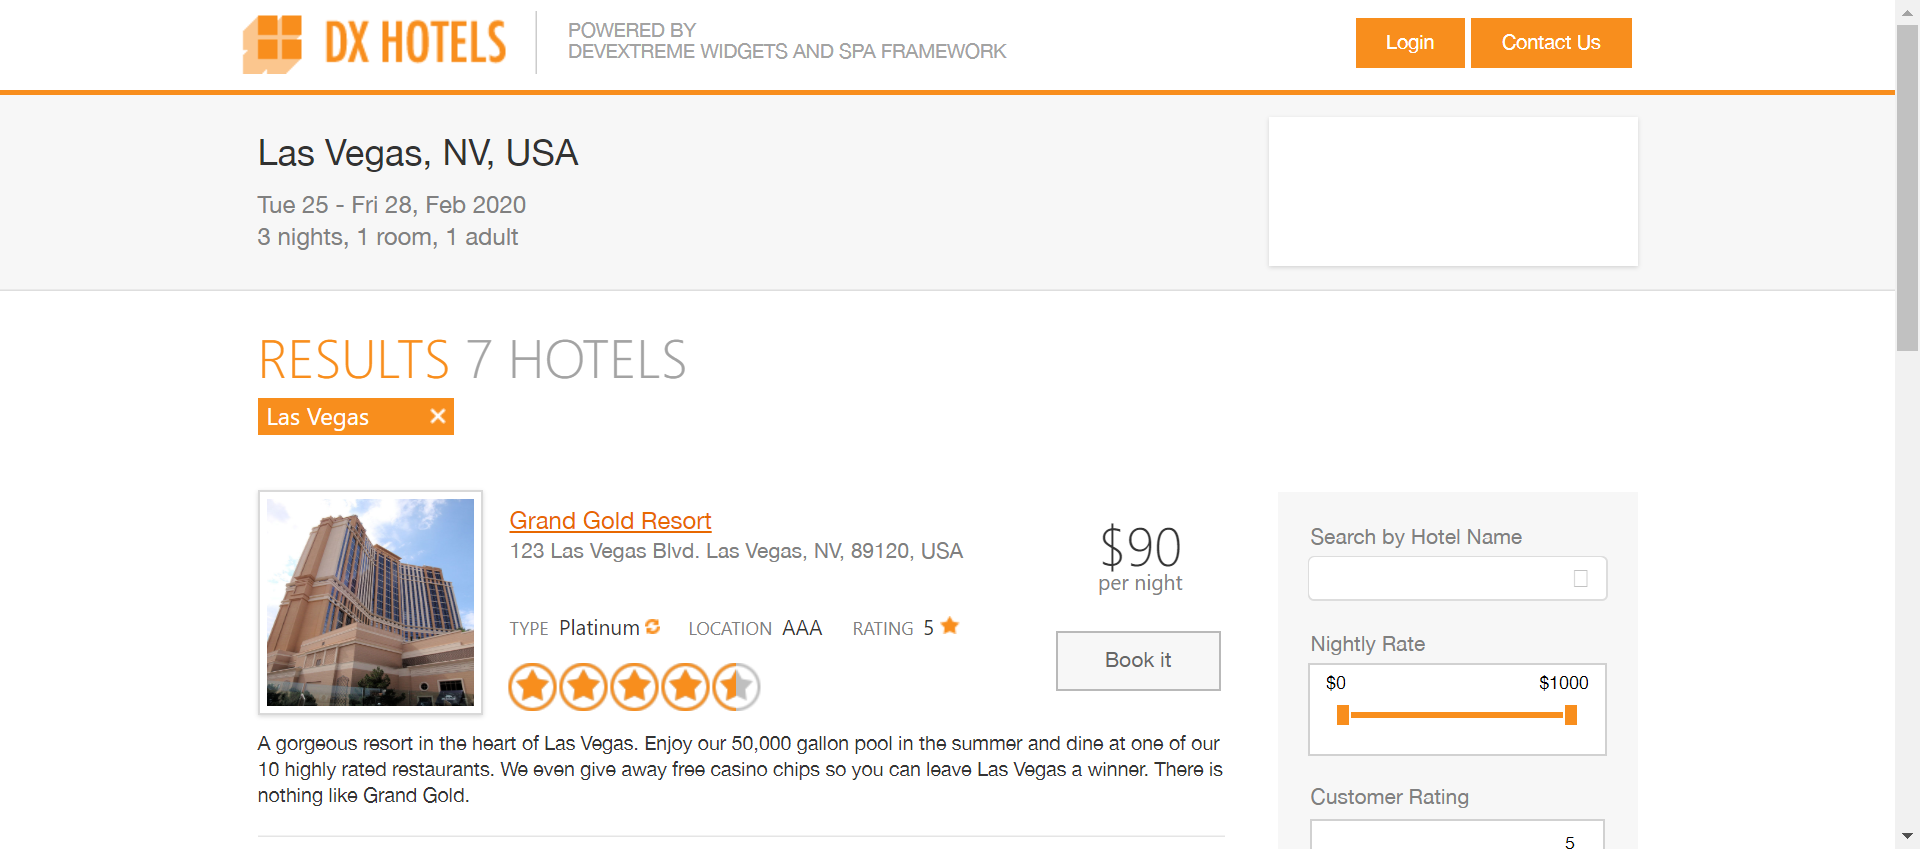 DX HOTELS
POWERED BY
DEVEXTREME WIDGETS AND SPA FRAMEWORK
Login
Contact Us
Las Vegas, NV, USA
Tue 25 - Fri 28, Feb 2020
3 nights, 1 room, 1 adult
RESULTS 7 HOTELS
Las Vegas
Grand Gold Resort
123 Las Vegas Blvd. Las Vegas, NV, 89120, USA
TYPE Platinum LOCATION AAA RATING 5
$90
per night
Book it
A gorgeous resort in the heart of Las Vegas. Enjoy our 50,000 gallon pool in the summer and dine at one of our
10 highly rated restaurants. We even give away free casino chips so you can leave Las Vegas a winner. There is
nothing like Grand Gold.
Search by Hotel Name
Nightly Rate
$0 $1000
Customer Rating
5